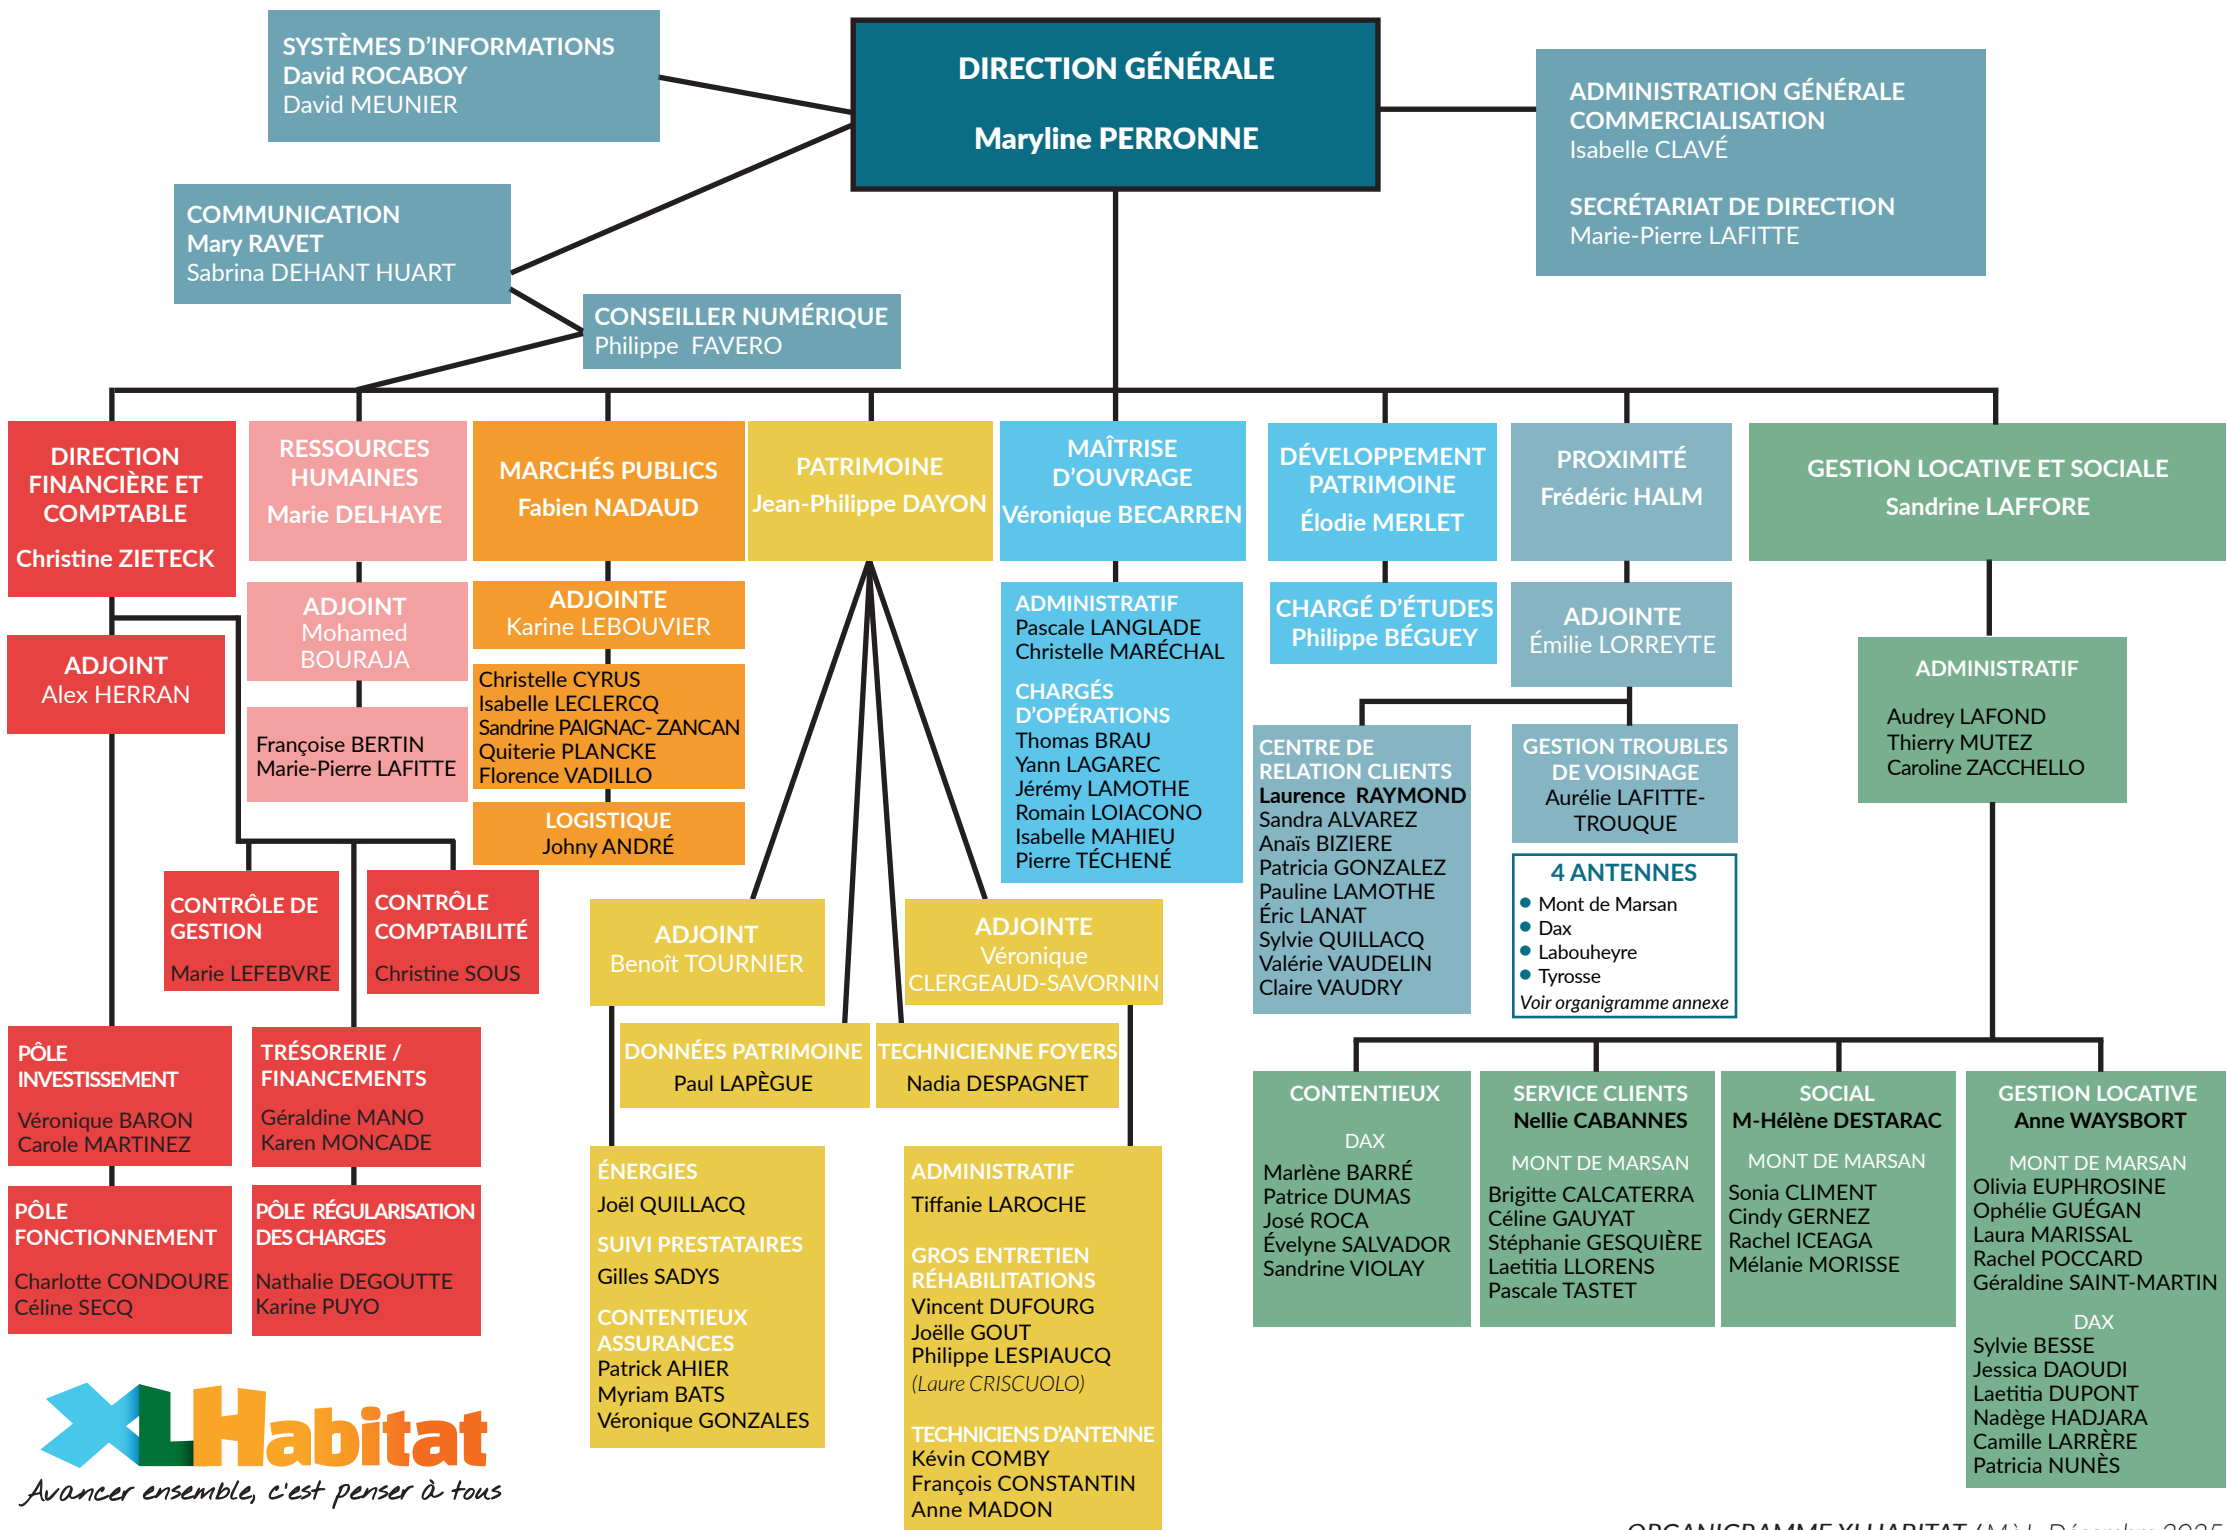 SYSTÈMES D'INFORMATIONS
David ROCABOY
David MEUNIER
DIRECTION GÉNÉRALE
Maryline PERRONNE
ADMINISTRATION GÉNÉRALE
COMMERCIALISATION
Isabelle CLAVÉ
SECRÉTARIAT DE DIRECTION
Marie-Pierre LAFITTE
COMMUNICATION
Mary RAVET
Sabrina DEHANT HUART
CONSEILLER NUMÉRIQUE
Philippe FAVERO
DIRECTION
FINANCIÈRE ET
COMPTABLE
Christine ZIETECK
RESSOURCES
HUMAINES
Marie DELHAYE
MARCHÉS PUBLICS
Fabien NADAUD
PATRIMOINE
Jean-Philippe DAYON
MAÎTRISE
D'OUVRAGE
Véronique BECARREN
DÉVELOPPEMENT
PATRIMOINE
Élodie MERLET
PROXIMITÉ
Frédéric HALM
GESTION LOCATIVE ET SOCIALE
Sandrine LAFFORE
ADJOINT
Alex HERRAN
ADJOINT
Mohamed
BOURAJA
Françoise BERTIN
Marie-Pierre LAFITTE
ADJOINTE
Karine LEBOUVIER
Christelle CYRUS
Isabelle LECLERCQ
Sandrine PAIGNAC- ZANCAN
Quiterie PLANCKE
Florence VADILLO
LOGISTIQUE
Johny ANDRÉ
ADMINISTRATIF
Pascale LANGLADE
Christelle MARÉCHAL
CHARGÉS
D'OPÉRATIONS
Thomas BRAU
Yann LAGAREC
Jérémy LAMOTHE
Romain LOIACONO
Isabelle MAHIEU
Pierre TÉCHENÉ
CHARGÉ D'ÉTUDES
Philippe BÉGUEY
ADJOINTE
Émilie LORREYTE
CENTRE DE
RELATION CLIENTS
Laurence RAYMOND
Sandra ALVAREZ
Anaïs BIZIERE
Patricia GONZALEZ
Pauline LAMOTHE
Éric LANAT
Sylvie QUILLACQ
Valérie VAUDELIN
Claire VAUDRY
GESTION TROUBLES
DE VOISINAGE
Aurélie LAFITTE-
TROUQUE
4 ANTENNES
• Mont de Marsan
• Dax
• Labouheyre
• Tyrosse
Voir organigramme annexe
ADMINISTRATIF
Audrey LAFOND
Thierry MUTEZ
Caroline ZACCHELLO
CONTRÔLE DE
GESTION
Marie LEFEBVRE
CONTRÔLE
COMPTABILITÉ
Christine SOUS
ADJOINT
Benoît TOURNIER
ADJOINTE
Véronique
CLERGEAUD-SAVORNIN
PÔLE
INVESTISSEMENT
Véronique BARON
Carole MARTINEZ
TRÉSORERIE /
FINANCEMENTS
Géraldine MANO
Karen MONCADE
DONNÉES PATRIMOINE
Paul LAPÈGUE
TECHNICIENNE FOYERS
Nadia DESPAGNET
PÔLE
FONCTIONNEMENT
Charlotte CONDOURE
Céline SECQ
PÔLE RÉGULARISATION
DES CHARGES
Nathalie DEGOUTTE
Karine PUYO
ÉNERGIES
Joël QUILLACQ
SUIVI PRESTATAIRES
Gilles SADYS
CONTENTIEUX
ASSURANCES
Patrick AHIER
Myriam BATS
Véronique GONZALES
ADMINISTRATIF
Tiffanie LAROCHE
GROS ENTRETIEN
RÉHABILITATIONS
Vincent DUFOURG
Joëlle GOUT
Philippe LESPIAUCQ
(Laure CRISCUOLO)
TECHNICIENS D'ANTENNE
Kévin COMBY
François CONSTANTIN
Anne MADON
CONTENTIEUX
DAX
Marlène BARRÉ
Patrice DUMAS
José ROCA
Évelyne SALVADOR
Sandrine VIOLAY
SERVICE CLIENTS
Nellie CABANNES
MONT DE MARSAN
Brigitte CALCATERRA
Céline GAUYAT
Stéphanie GESQUIÈRE
Laetitia LLORENS
Pascale TASTET
SOCIAL
M-Hélène DESTARAC
MONT DE MARSAN
Sonia CLIMENT
Cindy GERNEZ
Rachel ICEAGA
Mélanie MORISSE
GESTION LOCATIVE
Anne WAYSBORT
MONT DE MARSAN
Olivia EUPHROSINE
Ophélie GUÉGAN
Laura MARISSAL
Rachel POCCARD
Géraldine SAINT-MARTIN
DAX
Sylvie BESSE
Jessica DAOUDI
Laetitia DUPONT
Nadège HADJARA
Camille LARRÈRE
Patricia NUNÈS
XLHabitat
Avancer ensemble, c'est penser à tous
ORGANIGRAMME XLHABITAT / MàJ Décembre 2025